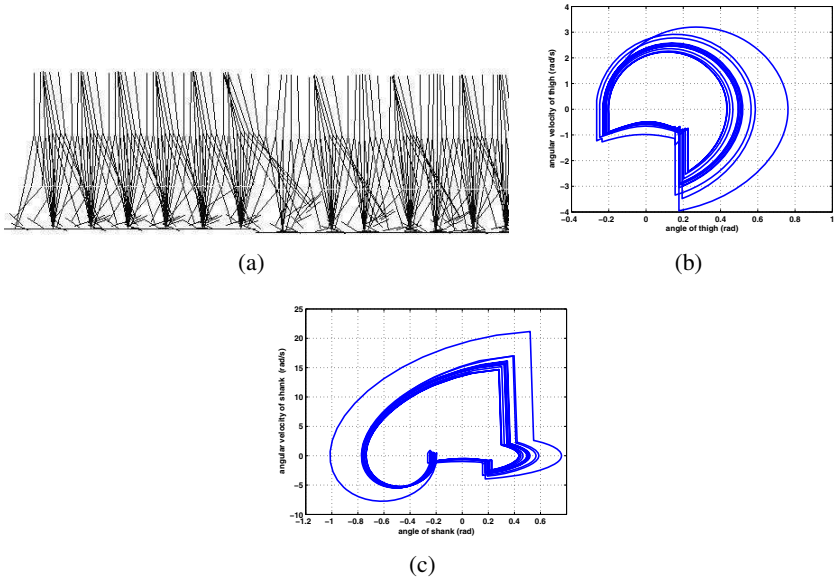 (a)
4
3
2
1
0
−1
−2
−3
−4
−0.4 −0.2 0 0.2 0.4 0.6 0.8 1
angular velocity of thigh (rad/s)
angle of thigh (rad)
(b)
25
20
15
10
5
0
−5
−10
−1.2 −1 −0.8 −0.6 −0.4 −0.2 0 0.2 0.4 0.6
angular velocity of shank (rad/s)
angle of shank (rad)
(c)